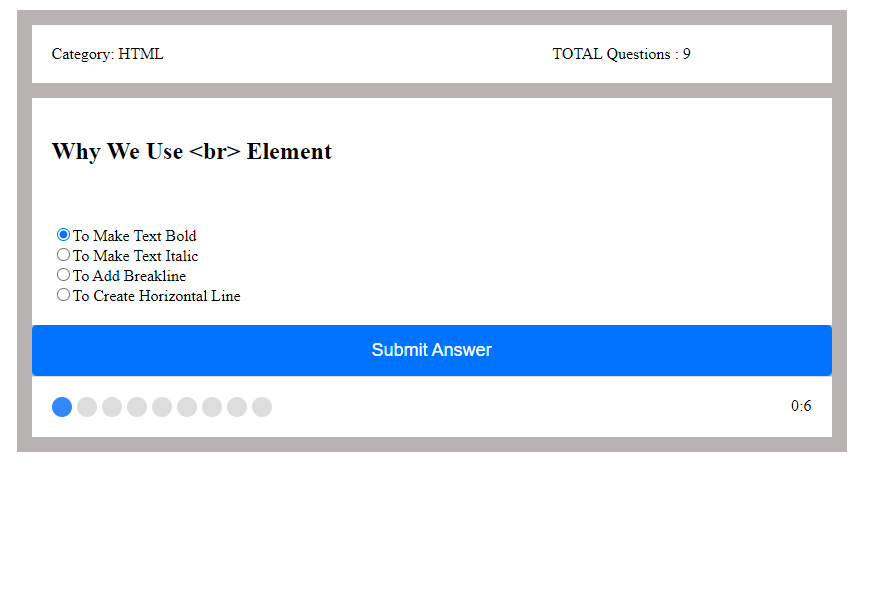 Category: HTML
TOTAL Questions : 9
Why We Use <br> Element
To Make Text Bold
To Make Text Italic
To Add Breakline
To Create Horizontal Line
Submit Answer
0:6